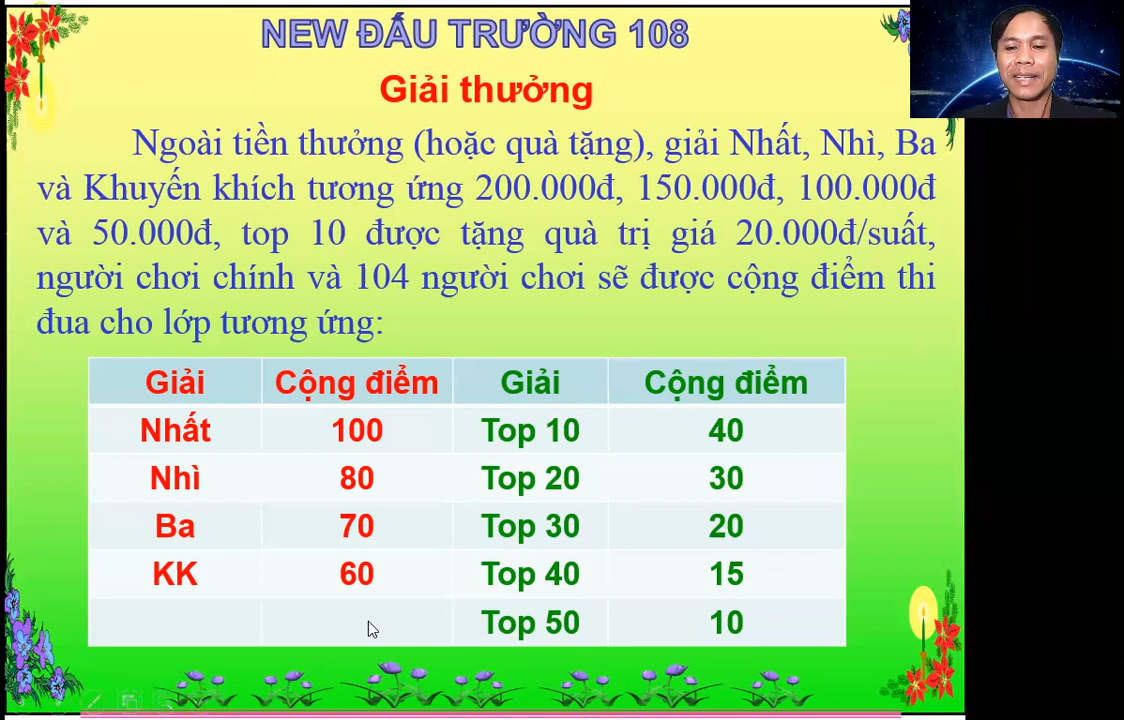 NEW ĐẤU TRƯỜNG 108
Giải thưởng
Ngoài tiền thưởng (hoặc quà tặng), giải Nhất, Nhì, Ba
và Khuyến khích tương ứng 200.000đ, 150.000đ, 100.000đ
và 50.000đ, top 10 được tặng quà trị giá 20.000đ/suất,
người chơi chính và 104 người chơi sẽ được cộng điểm thi
đua cho lớp tương ứng:
Giải Cộng điểm Giải Cộng điểm
Nhất 100 Top 10 40
Nhì 80 Top 20 30
Ba 70 Top 30 20
KK 60 Top 40 15
Top 50 10